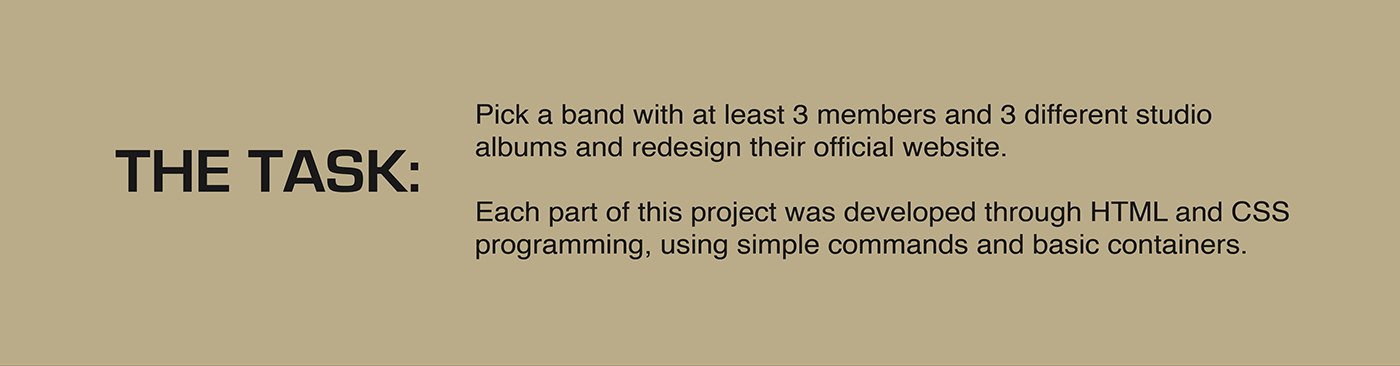 THE TASK:
Pick a band with at least 3 members and 3 different studio
albums and redesign their official website.
Each part of this project was developed through HTML and CSS
programming, using simple commands and basic containers.